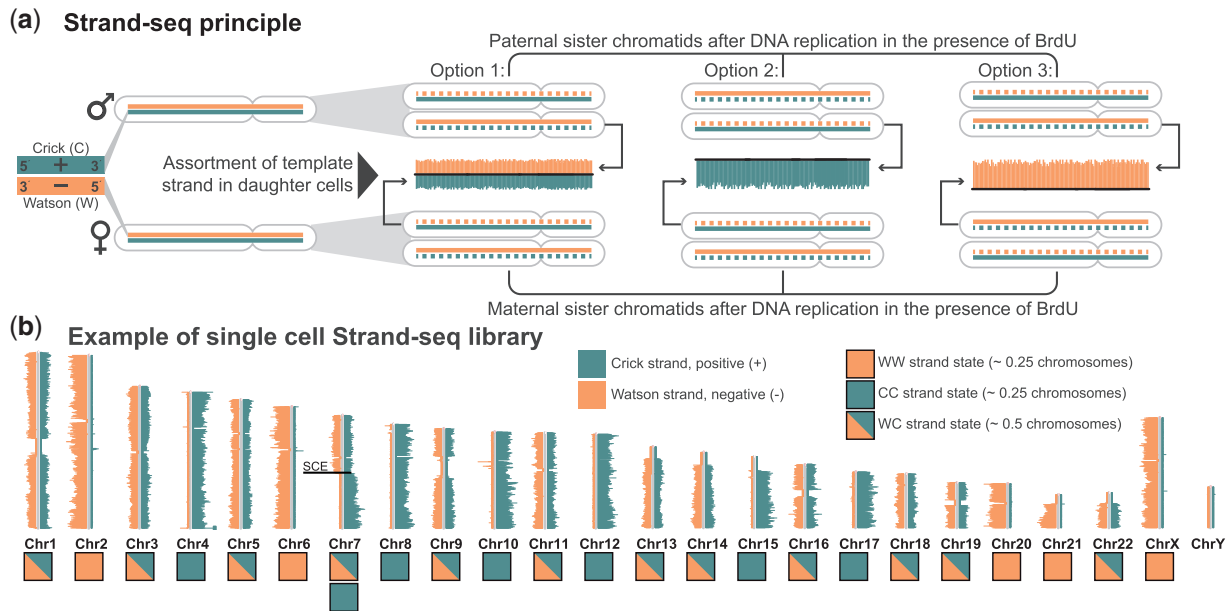 (a) Strand-seq principle
Paternal sister chromatids after DNA replication in the presence of BrdU
Option 1: Option 2: Option 3:
♂
Crick (C)
5´ + 3´
3´ − 5´
Watson (W)
♀
Assortment of template
strand in daughter cells
Maternal sister chromatids after DNA replication in the presence of BrdU
(b) Example of single cell Strand-seq library
Crick strand, positive (+)
Watson strand, negative (-)
WW strand state (~ 0.25 chromosomes)
CC strand state (~ 0.25 chromosomes)
WC strand state (~ 0.5 chromosomes)
SCE
Chr1 Chr2 Chr3 Chr4 Chr5 Chr6 Chr7 Chr8 Chr9 Chr10 Chr11 Chr12 Chr13 Chr14 Chr15 Chr16 Chr17 Chr18 Chr19 Chr20 Chr21 Chr22 ChrX ChrY